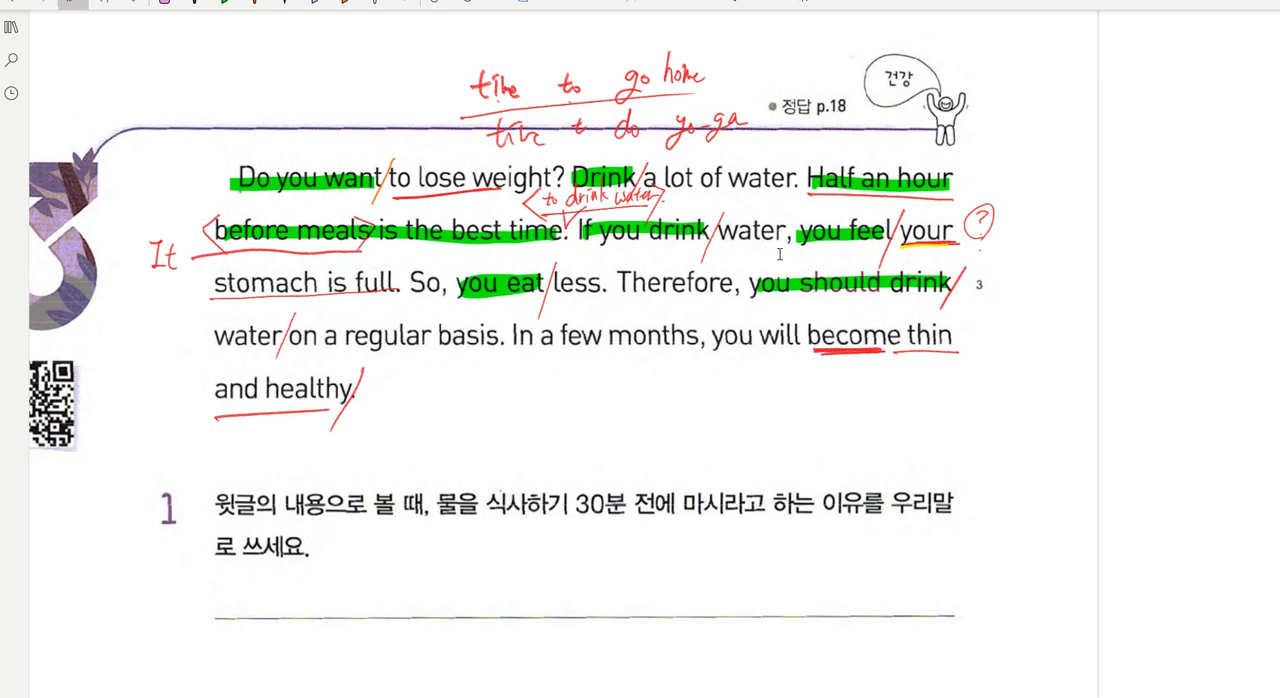 time to go home
건강
● 정답 p.18
time to do yo-ga
Do you want to lose weight? Drink a lot of water. Half an hour
to drink water.
before meals is the best time. If you drink water, you feel your ?
It
stomach is full. So, you eat less. Therefore, you should drink 3
water on a regular basis. In a few months, you will become thin
and healthy.
1 윗글의 내용으로 볼 때, 물을 식사하기 30분 전에 마시라고 하는 이유를 우리말
로 쓰세요.